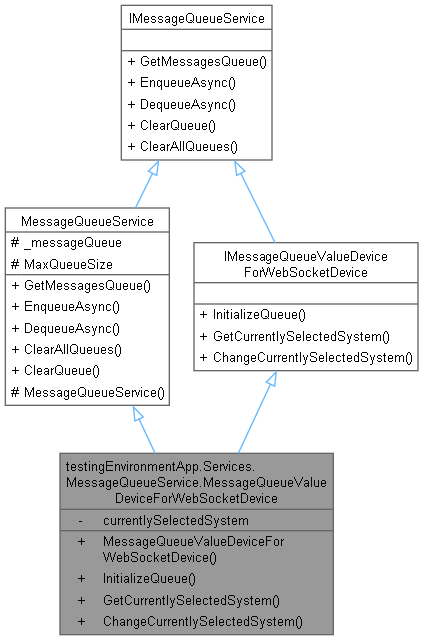 IMessageQueueService
+ GetMessagesQueue()
+ EnqueueAsync()
+ DequeueAsync()
+ ClearQueue()
+ ClearAllQueues()
MessageQueueService
# _messageQueue
# MaxQueueSize
+ GetMessagesQueue()
+ EnqueueAsync()
+ DequeueAsync()
+ ClearAllQueues()
+ ClearQueue()
# MessageQueueService()
IMessageQueueValueDevice
ForWebSocketDevice
+ InitializeQueue()
+ GetCurrentlySelectedSystem()
+ ChangeCurrentlySelectedSystem()
testingEnvironmentApp.Services.
MessageQueueService.MessageQueueValue
DeviceForWebSocketDevice
- currentlySelectedSystem
+ MessageQueueValueDeviceFor
WebSocketDevice()
+ InitializeQueue()
+ GetCurrentlySelectedSystem()
+ ChangeCurrentlySelectedSystem()